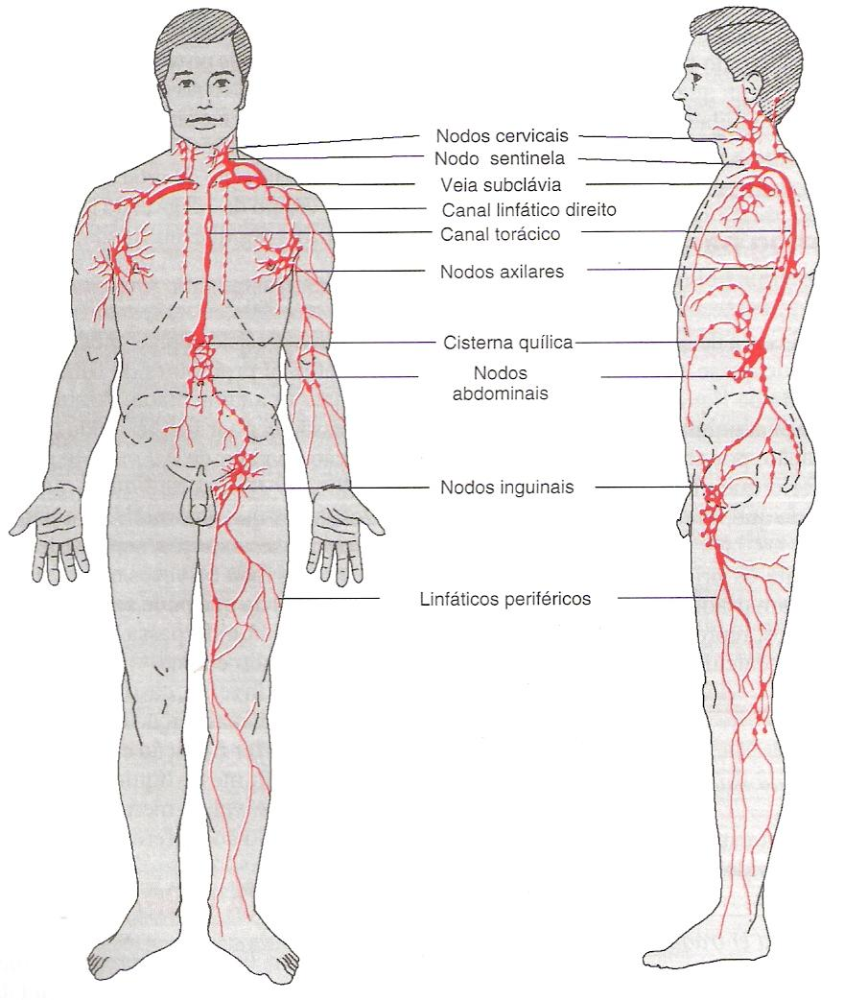 Nodos cervicais
Nodo sentinela
Veia subclávia
Canal linfático direito
Canal torácico
Nodos axilares
Cisterna quílica
Nodos
abdominais
Nodos inguinais
Linfáticos periféricos